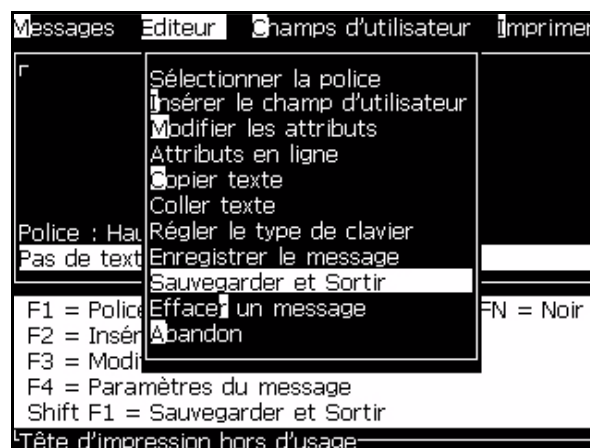 Messages Editeur Champs d'utilisateur Imprimer
Sélectionner la police
Insérer le champ d'utilisateur
Modifier les attributs
Attributs en ligne
Copier texte
Coller texte
Police : Hau Régler le type de clavier
Pas de text Enregistrer le message
Sauvegarder et Sortir
F1 = Police Effacer un message FN = Noir
F2 = Insér Abandon
F3 = Modi
F4 = Paramètres du message
Shift F1 = Sauvegarder et Sortir
Tête d'impression hors d'usage